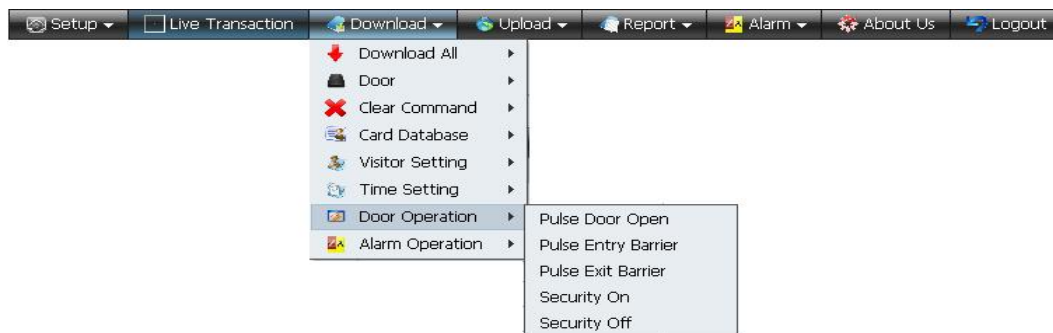 Setup Live Transaction Download Upload Report Alarm About Us Logout
Download All
Door
Clear Command
Card Database
Visitor Setting
Time Setting
Door Operation
Alarm Operation
Pulse Door Open
Pulse Entry Barrier
Pulse Exit Barrier
Security On
Security Off